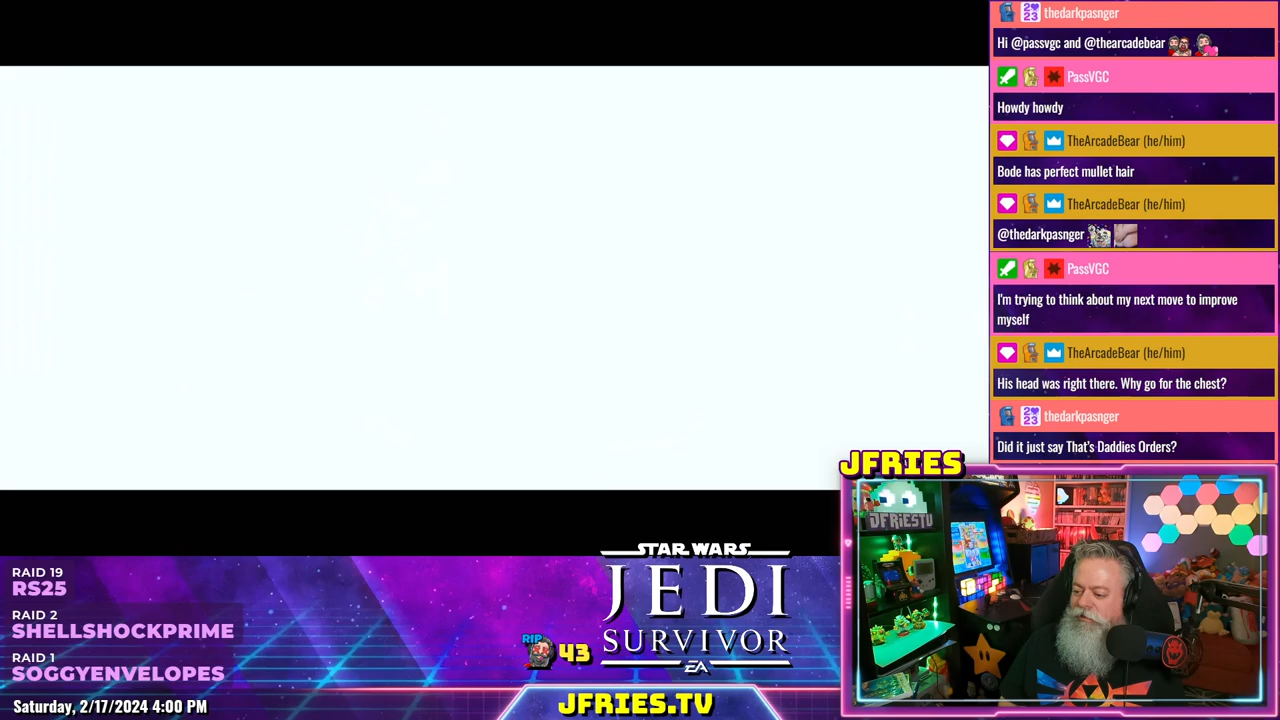 thedarkpasnger
Hi @passvgc and @thearcadebear
PassVGC
Howdy howdy
TheArcadeBear (he/him)
Bode has perfect mullet hair
TheArcadeBear (he/him)
@thedarkpasnger
PassVGC
I'm trying to think about my next move to improve
myself
TheArcadeBear (he/him)
His head was right there. Why go for the chest?
thedarkpasnger
Did it just say That's Daddies Orders?
JFRIES
JFRIESTV
RAID 19
RS25
RAID 2
SHELLSHOCKPRIME
RAID 1
SOGGYENVELOPES
Saturday, 2/17/2024 4:00 PM
RIP
43
STAR WARS
JEDI
SURVIVOR
EA
JFRIES.TV